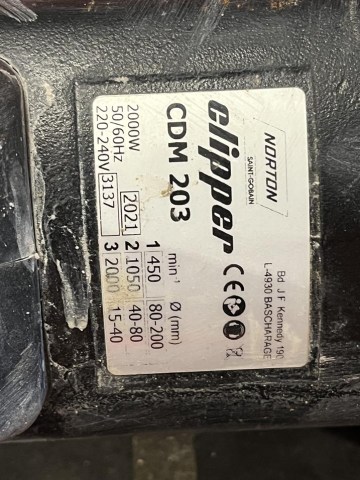 NORTON
SAINT-GOBAIN
Bd. J.F. Kennedy 190
L-4930 BASCHARAGE
clipper CE
CDM 203
min⁻¹ Ø (mm)
2000W 1 450 80-200
50/60Hz 2021 2 1050 40-80
220-240V 3137 3 2000 15-40